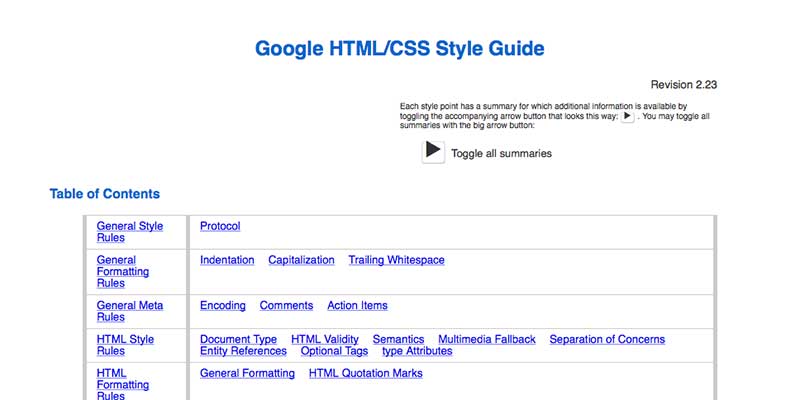 Google HTML/CSS Style Guide
Revision 2.23
Each style point has a summary for which additional information is available by
toggling the accompanying arrow button that looks this way: . You may toggle all
summaries with the big arrow button:
Toggle all summaries
Table of Contents
General Style
Rules
Protocol
General
Formatting
Rules
Indentation Capitalization Trailing Whitespace
General Meta
Rules
Encoding Comments Action Items
HTML Style
Rules
Document Type HTML Validity Semantics Multimedia Fallback Separation of Concerns
Entity References Optional Tags type Attributes
HTML
Formatting
Rules
General Formatting HTML Quotation Marks